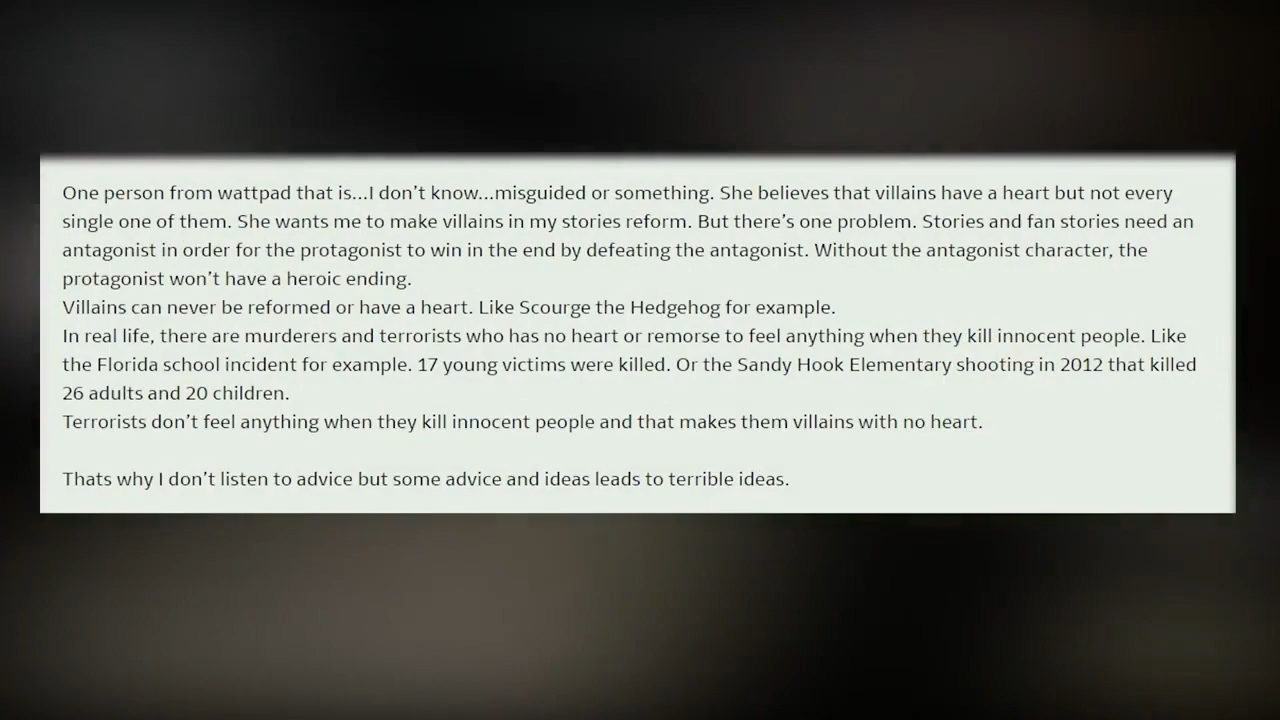 One person from wattpad that is...I don't know...misguided or something. She believes that villains have a heart but not every
single one of them. She wants me to make villains in my stories reform. But there's one problem. Stories and fan stories need an
antagonist in order for the protagonist to win in the end by defeating the antagonist. Without the antagonist character, the
protagonist won't have a heroic ending.
Villains can never be reformed or have a heart. Like Scourge the Hedgehog for example.
In real life, there are murderers and terrorists who has no heart or remorse to feel anything when they kill innocent people. Like
the Florida school incident for example. 17 young victims were killed. Or the Sandy Hook Elementary shooting in 2012 that killed
26 adults and 20 children.
Terrorists don't feel anything when they kill innocent people and that makes them villains with no heart.
Thats why I don't listen to advice but some advice and ideas leads to terrible ideas.